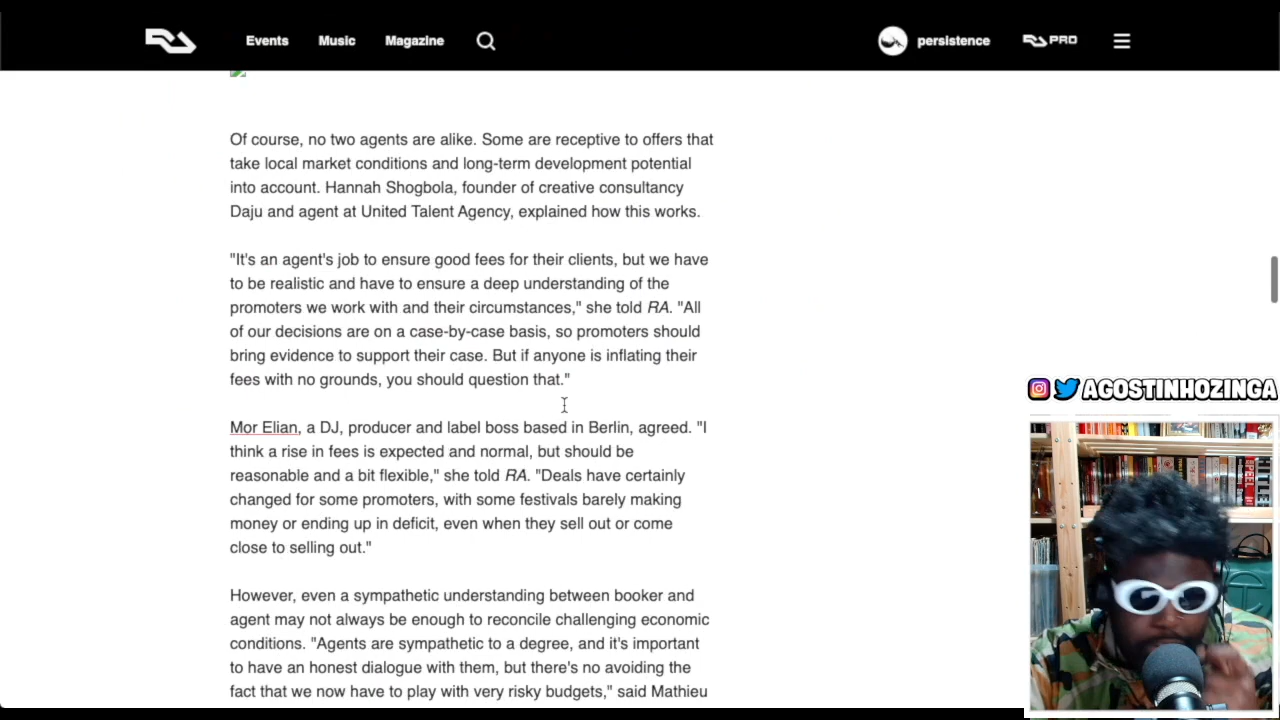 Events Music Magazine persistence PRO
Of course, no two agents are alike. Some are receptive to offers that
take local market conditions and long-term development potential
into account. Hannah Shogbola, founder of creative consultancy
Daju and agent at United Talent Agency, explained how this works.
"It's an agent's job to ensure good fees for their clients, but we have
to be realistic and have to ensure a deep understanding of the
promoters we work with and their circumstances," she told RA. "All
of our decisions are on a case-by-case basis, so promoters should
bring evidence to support their case. But if anyone is inflating their
fees with no grounds, you should question that."
Mor Elian, a DJ, producer and label boss based in Berlin, agreed. "I
think a rise in fees is expected and normal, but should be
reasonable and a bit flexible," she told RA. "Deals have certainly
changed for some promoters, with some festivals barely making
money or ending up in deficit, even when they sell out or come
close to selling out."
However, even a sympathetic understanding between booker and
agent may not always be enough to reconcile challenging economic
conditions. "Agents are sympathetic to a degree, and it's important
to have an honest dialogue with them, but there's no avoiding the
fact that we now have to play with very risky budgets," said Mathieu
AGOSTINHOZINGA